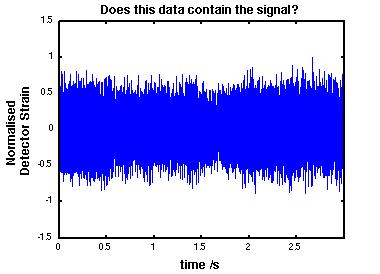 Does this data contain the signal?
1.5
1
0.5
0
-0.5
-1
-1.5
Normalised
Detector Strain
0 0.5 1 1.5 2 2.5
time /s